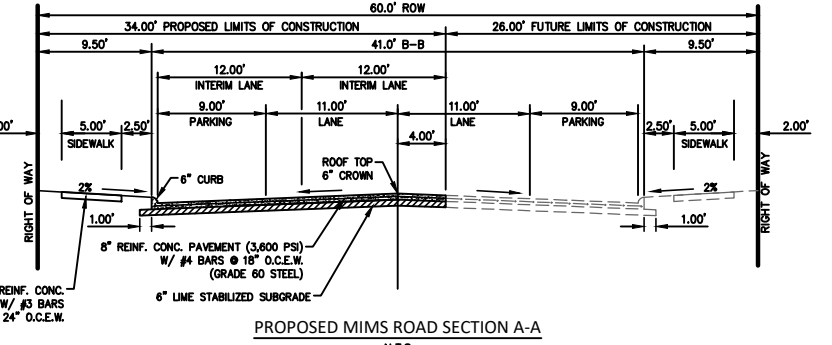 60.0' ROW
34.00' PROPOSED LIMITS OF CONSTRUCTION
26.00' FUTURE LIMITS OF CONSTRUCTION
9.50'
41.0' B-B
9.50'
12.00'
INTERIM LANE
12.00'
INTERIM LANE
9.00'
PARKING
11.00'
LANE
11.00'
LANE
9.00'
PARKING
5.00'
SIDEWALK
2.50'
4.00'
2.50'
5.00'
SIDEWALK
2.00'
RIGHT OF WAY
2%
6" CURB
ROOF TOP
6" CROWN
2%
RIGHT OF WAY
1.00'
1.00'
8" REINF. CONC. PAVEMENT (3,600 PSI)
W/ #4 BARS @ 18" O.C.E.W.
(GRADE 60 STEEL)
6" LIME STABILIZED SUBGRADE
REINF. CONC.
W/ #3 BARS
24" O.C.E.W.
PROPOSED MIMS ROAD SECTION A-A